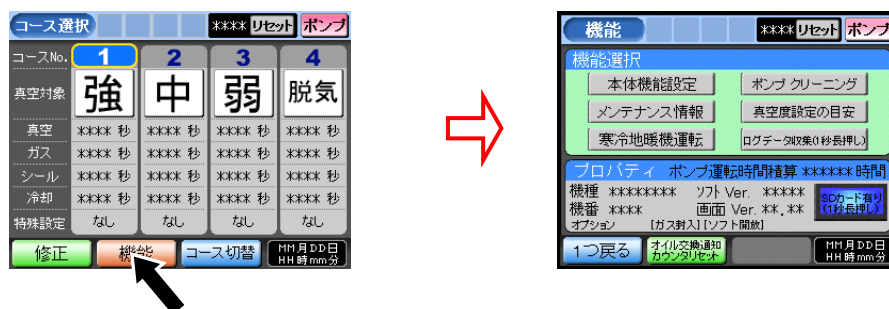 コース選択 **** リセット ポンプ
コースNo. 1 2 3 4
真空対象 強 中 弱 脱気
真空 **** 秒 **** 秒 **** 秒 **** 秒
ガス **** 秒 **** 秒 **** 秒 **** 秒
シール **** 秒 **** 秒 **** 秒 **** 秒
冷却 **** 秒 **** 秒 **** 秒 **** 秒
特殊設定 なし なし なし なし
修正 機能 コース切替 MM月DD日
HH時mm分
機能 **** リセット ポンプ
機能選択
本体機能設定 ポンプ クリーニング
メンテナンス情報 真空度設定の目安
寒冷地暖機運転 ログデータ収集(1秒長押し)
プロパティ ポンプ運転時間積算 ****** 時間
機種 ******** ソフト Ver. *****
機番 **** 画面 Ver. **.**
オプション [ガス封入] [ソフト開放]
SDカード有り
(1秒長押し)
1つ戻る オイル交換通知
カウンタリセット
MM月DD日
HH時mm分